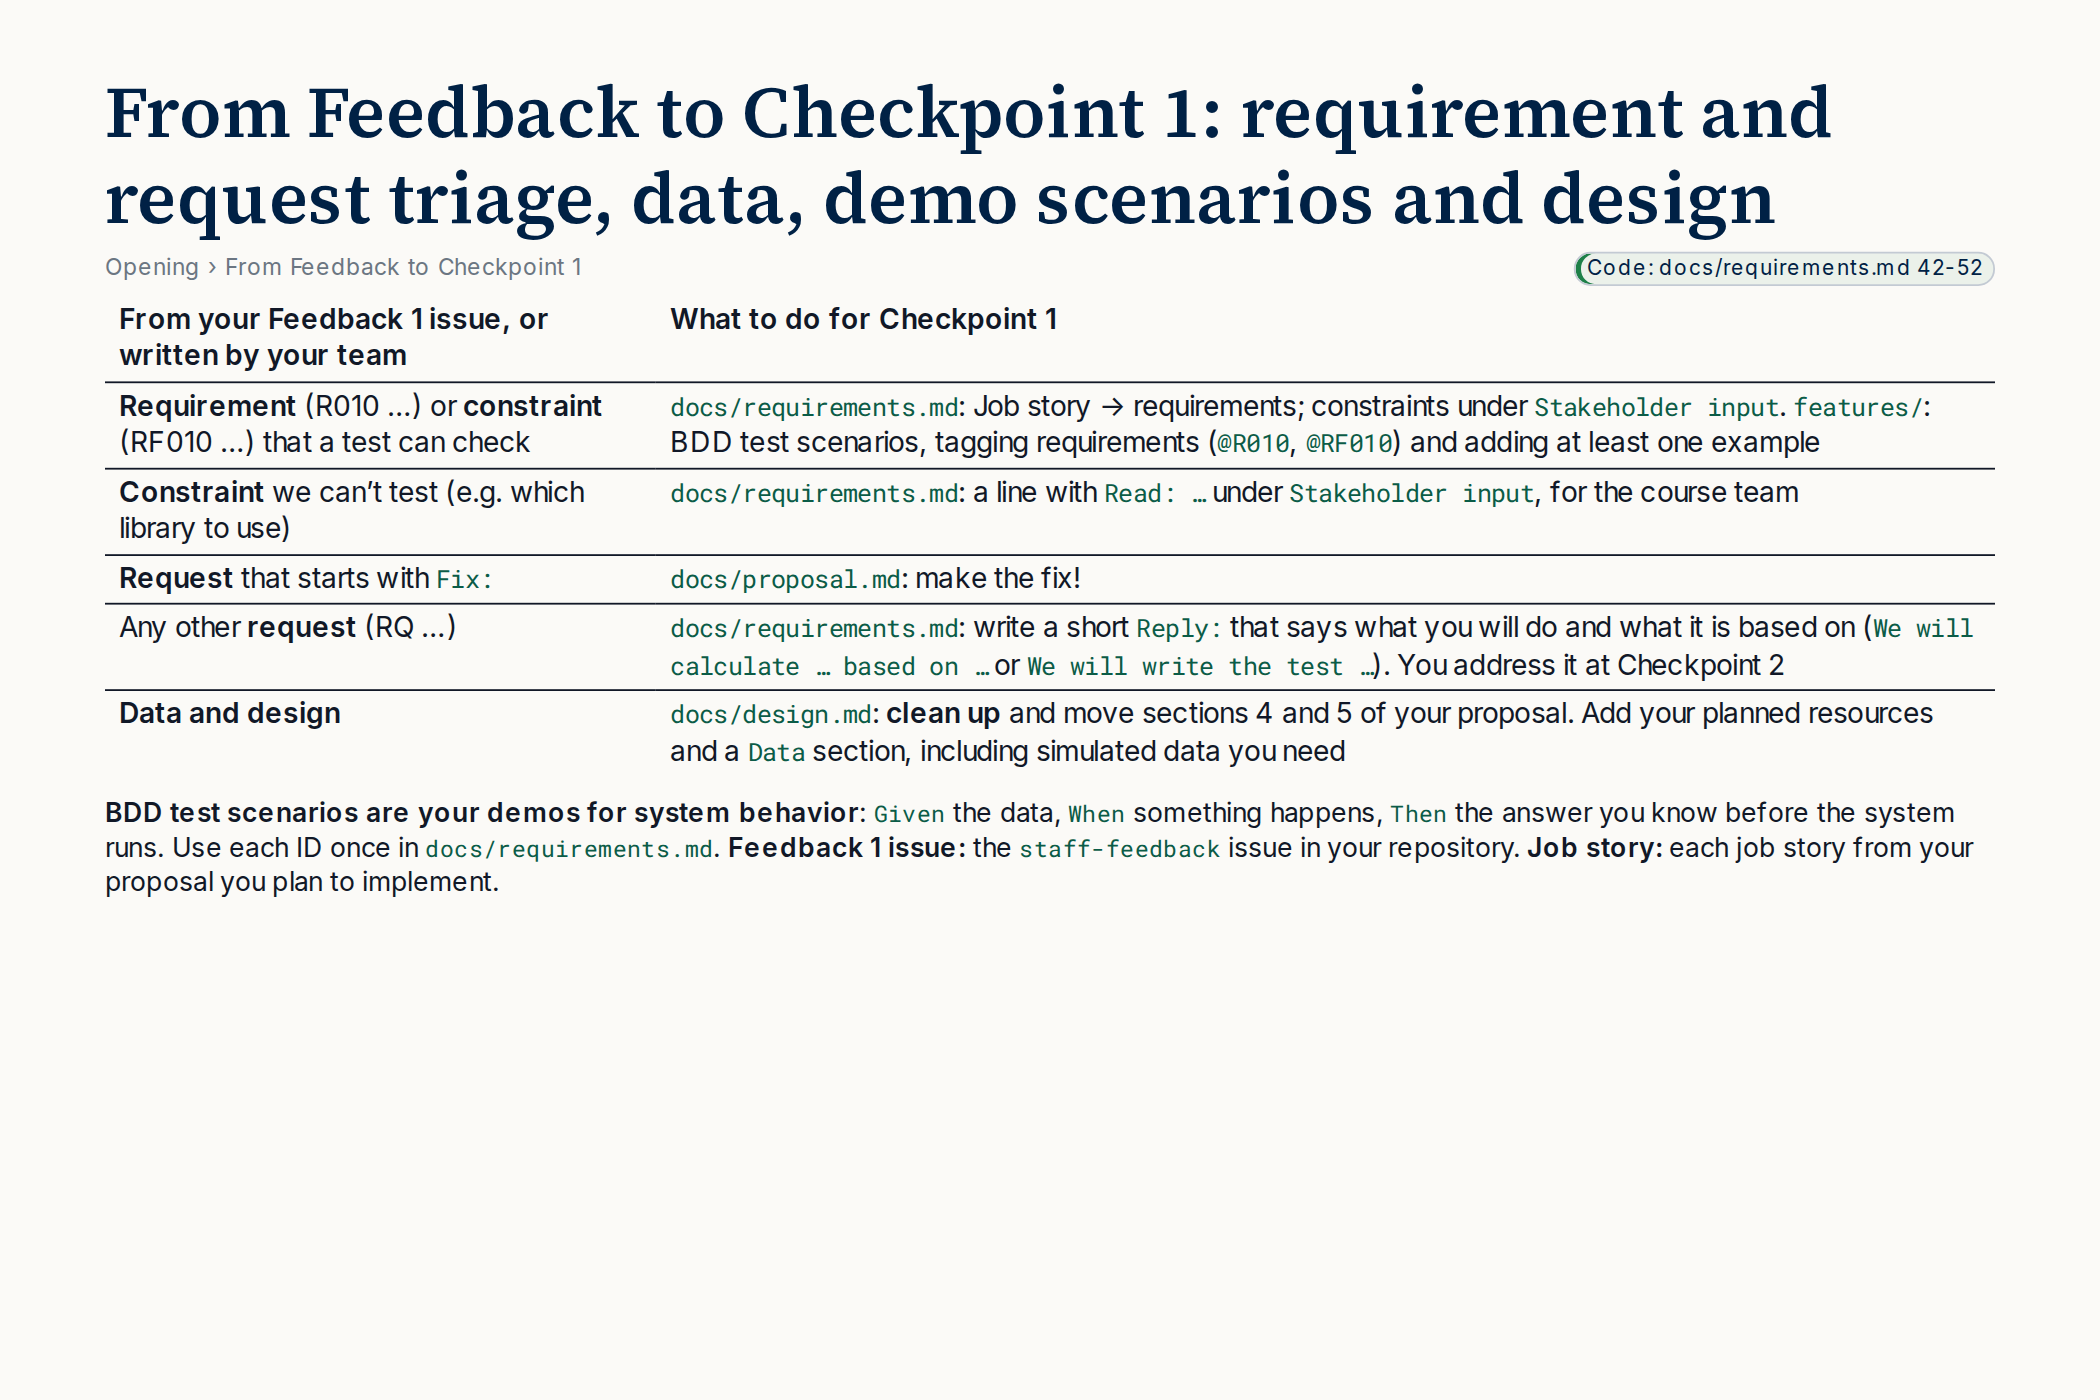 From Feedback to Checkpoint 1: requirement and
request triage, data, demo scenarios and design
Opening › From Feedback to Checkpoint 1
Code: docs/requirements.md 42-52
From your Feedback 1 issue, or
written by your team
What to do for Checkpoint 1
Requirement (R010 …) or constraint
(RF010 …) that a test can check
docs/requirements.md: Job story → requirements; constraints under Stakeholder input. features/:
BDD test scenarios, tagging requirements (@R010, @RF010) and adding at least one example
Constraint we can’t test (e.g. which
library to use)
docs/requirements.md: a line with Read: … under Stakeholder input, for the course team
Request that starts with Fix:
docs/proposal.md: make the fix!
Any other request (RQ …)
docs/requirements.md: write a short Reply: that says what you will do and what it is based on (We will
calculate … based on … or We will write the test …). You address it at Checkpoint 2
Data and design
docs/design.md: clean up and move sections 4 and 5 of your proposal. Add your planned resources
and a Data section, including simulated data you need
BDD test scenarios are your demos for system behavior: Given the data, When something happens, Then the answer you know before the system
runs. Use each ID once in docs/requirements.md. Feedback 1 issue: the staff-feedback issue in your repository. Job story: each job story from your
proposal you plan to implement.